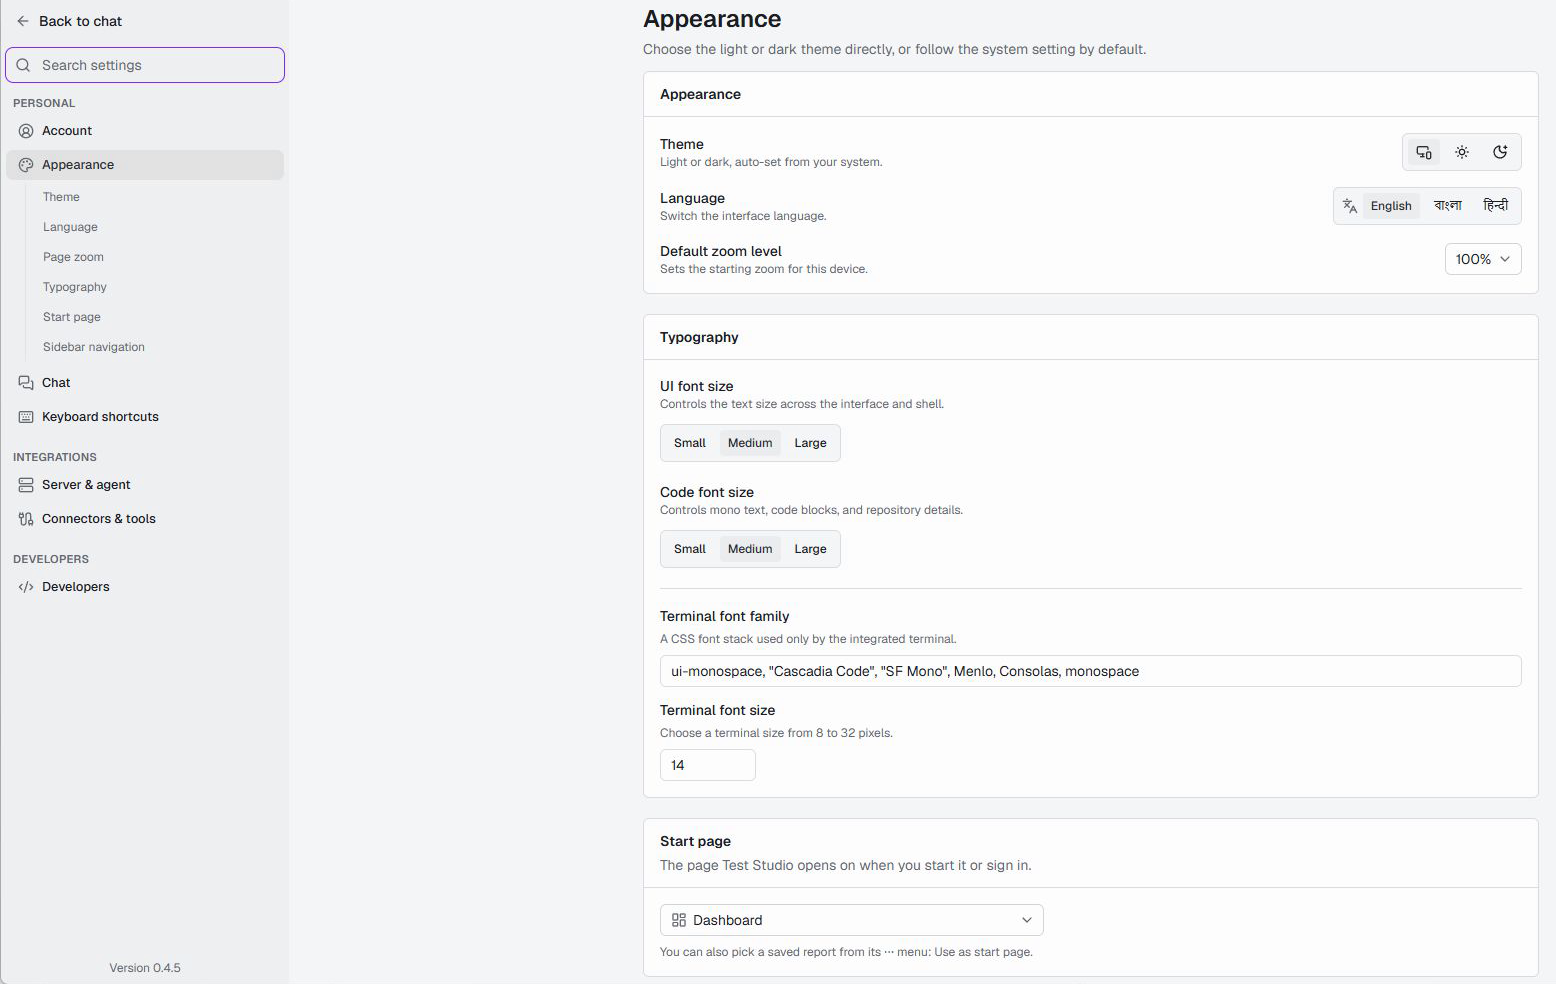 Back to chat
Search settings
PERSONAL
Account
Appearance
Theme
Language
Page zoom
Typography
Start page
Sidebar navigation
Chat
Keyboard shortcuts
INTEGRATIONS
Server & agent
Connectors & tools
DEVELOPERS
Developers
Version 0.4.5
Appearance
Choose the light or dark theme directly, or follow the system setting by default.
Appearance
Theme
Light or dark, auto-set from your system.
Language
Switch the interface language.
English বাংলা हिन्दी
Default zoom level
Sets the starting zoom for this device.
100%
Typography
UI font size
Controls the text size across the interface and shell.
Small Medium Large
Code font size
Controls mono text, code blocks, and repository details.
Small Medium Large
Terminal font family
A CSS font stack used only by the integrated terminal.
ui-monospace, "Cascadia Code", "SF Mono", Menlo, Consolas, monospace
Terminal font size
Choose a terminal size from 8 to 32 pixels.
14
Start page
The page Test Studio opens on when you start it or sign in.
Dashboard
You can also pick a saved report from its ··· menu: Use as start page.